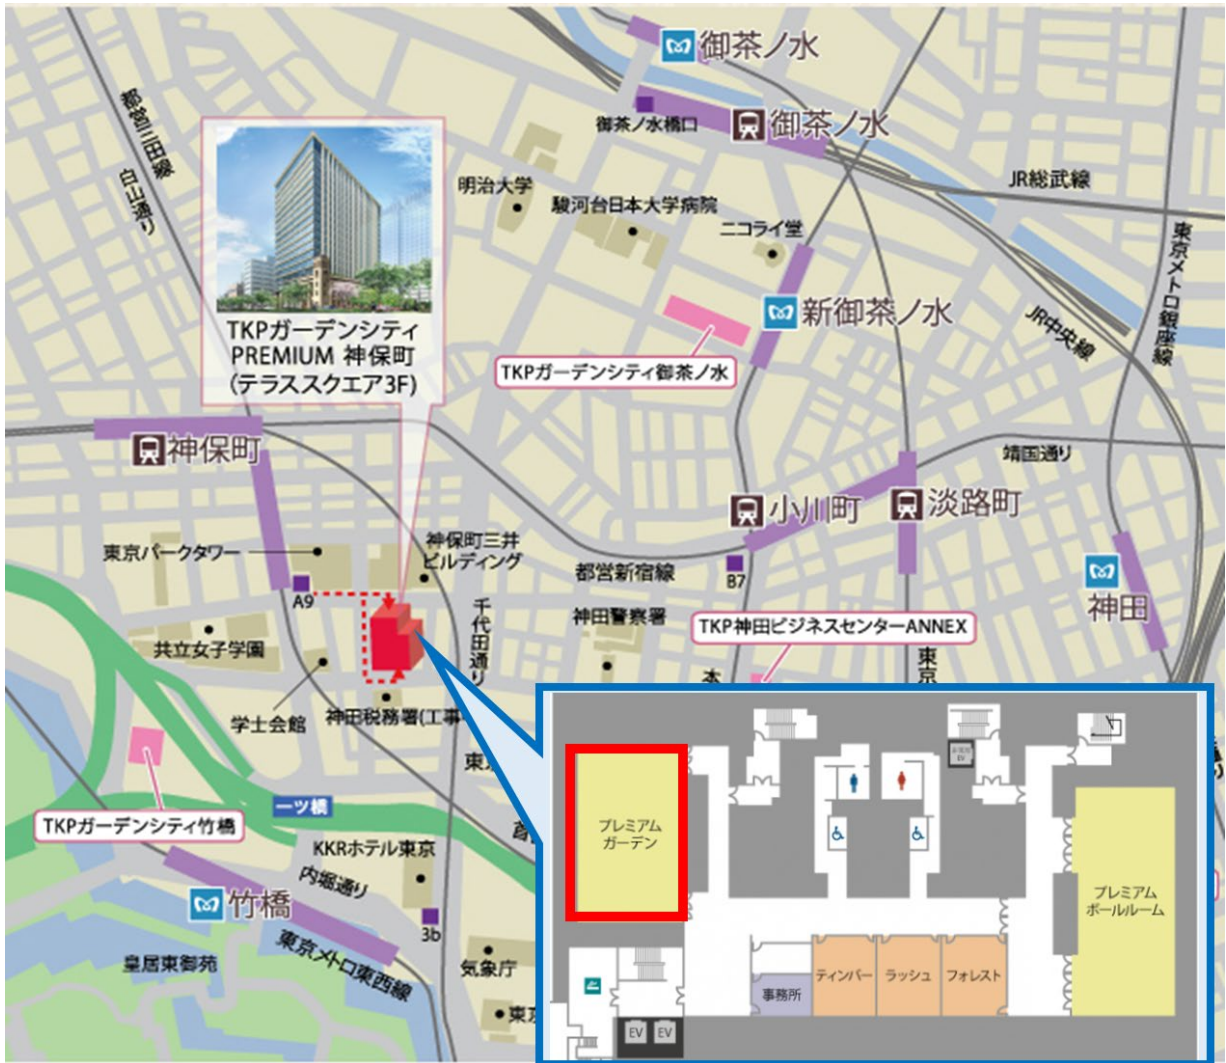 御茶ノ水
御茶ノ水橋口
御茶ノ水
都営三田線
白山通り
明治大学
駿河台日本大学病院
ニコライ堂
JR総武線
東京メトロ銀座線
新御茶ノ水
JR中央線
TKPガーデンシティ
PREMIUM 神保町
(テラススクエア3F)
TKPガーデンシティ御茶ノ水
神保町
靖国通り
小川町
淡路町
東京パークタワー
神保町三井
ビルディング
都営新宿線
B7
神田
A9
千代田通り
神田警察署
TKP神田ビジネスセンターANNEX
共立女子学園
学士会館
神田税務署(工事
本
東京
東京
TKPガーデンシティ竹橋
一ツ橋
首
KKRホテル東京
内堀通り
竹橋
3b
東京メトロ東西線
皇居東御苑
気象庁
東京
プレミアム
ガーデン
EV
プレミアム
ボールルーム
事務所
ティンバー
ラッシュ
フォレスト
EV
EV